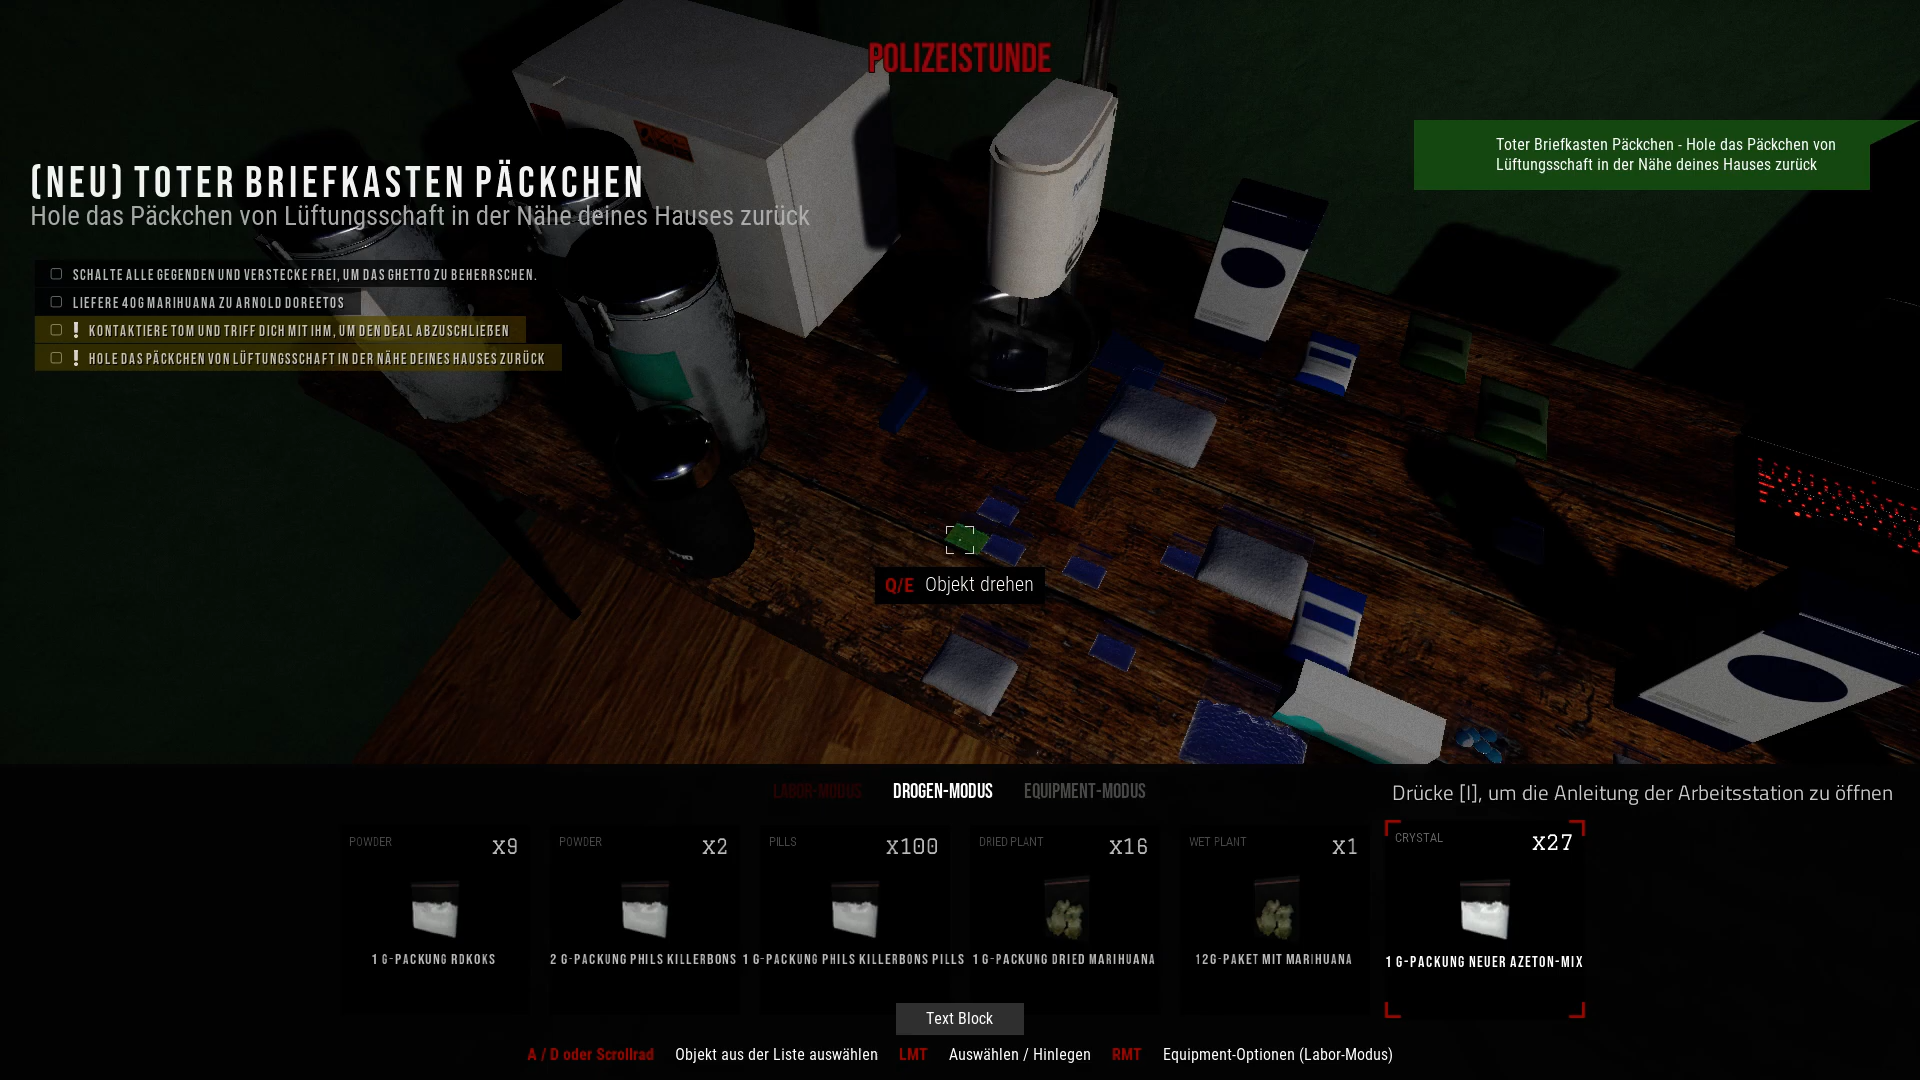 POLIZEISTUNDE
Toter Briefkasten Päckchen - Hole das Päckchen von
Lüftungsschaft in der Nähe deines Hauses zurück
(NEU) TOTER BRIEFKASTEN PÄCKCHEN
Hole das Päckchen von Lüftungsschaft in der Nähe deines Hauses zurück
SCHALTE ALLE GEGENDEN UND VERSTECKE FREI, UM DAS GHETTO ZU BEHERRSCHEN.
LIEFERE 40G MARIHUANA ZU ARNOLD DOREETOS
! KONTAKTIERE TOM UND TRIFF DICH MIT IHM, UM DEN DEAL ABZUSCHLIEẞEN
! HOLE DAS PÄCKCHEN VON LÜFTUNGSSCHAFT IN DER NÄHE DEINES HAUSES ZURÜCK
Q/E Objekt drehen
LABOR-MODUS DROGEN-MODUS EQUIPMENT-MODUS
Drücke [I], um die Anleitung der Arbeitsstation zu öffnen
POWDER X9
1 G-PACKUNG RDKOKS
POWDER X2
2 G-PACKUNG PHILS KILLERBONS
PILLS X100
1 G-PACKUNG PHILS KILLERBONS PILLS
DRIED PLANT X16
1 G-PACKUNG DRIED MARIHUANA
WET PLANT X1
12G-PAKET MIT MARIHUANA
CRYSTAL X27
1 G-PACKUNG NEUER AZETON-MIX
Text Block
A / D oder Scrollrad Objekt aus der Liste auswählen LMT Auswählen / Hinlegen RMT Equipment-Optionen (Labor-Modus)